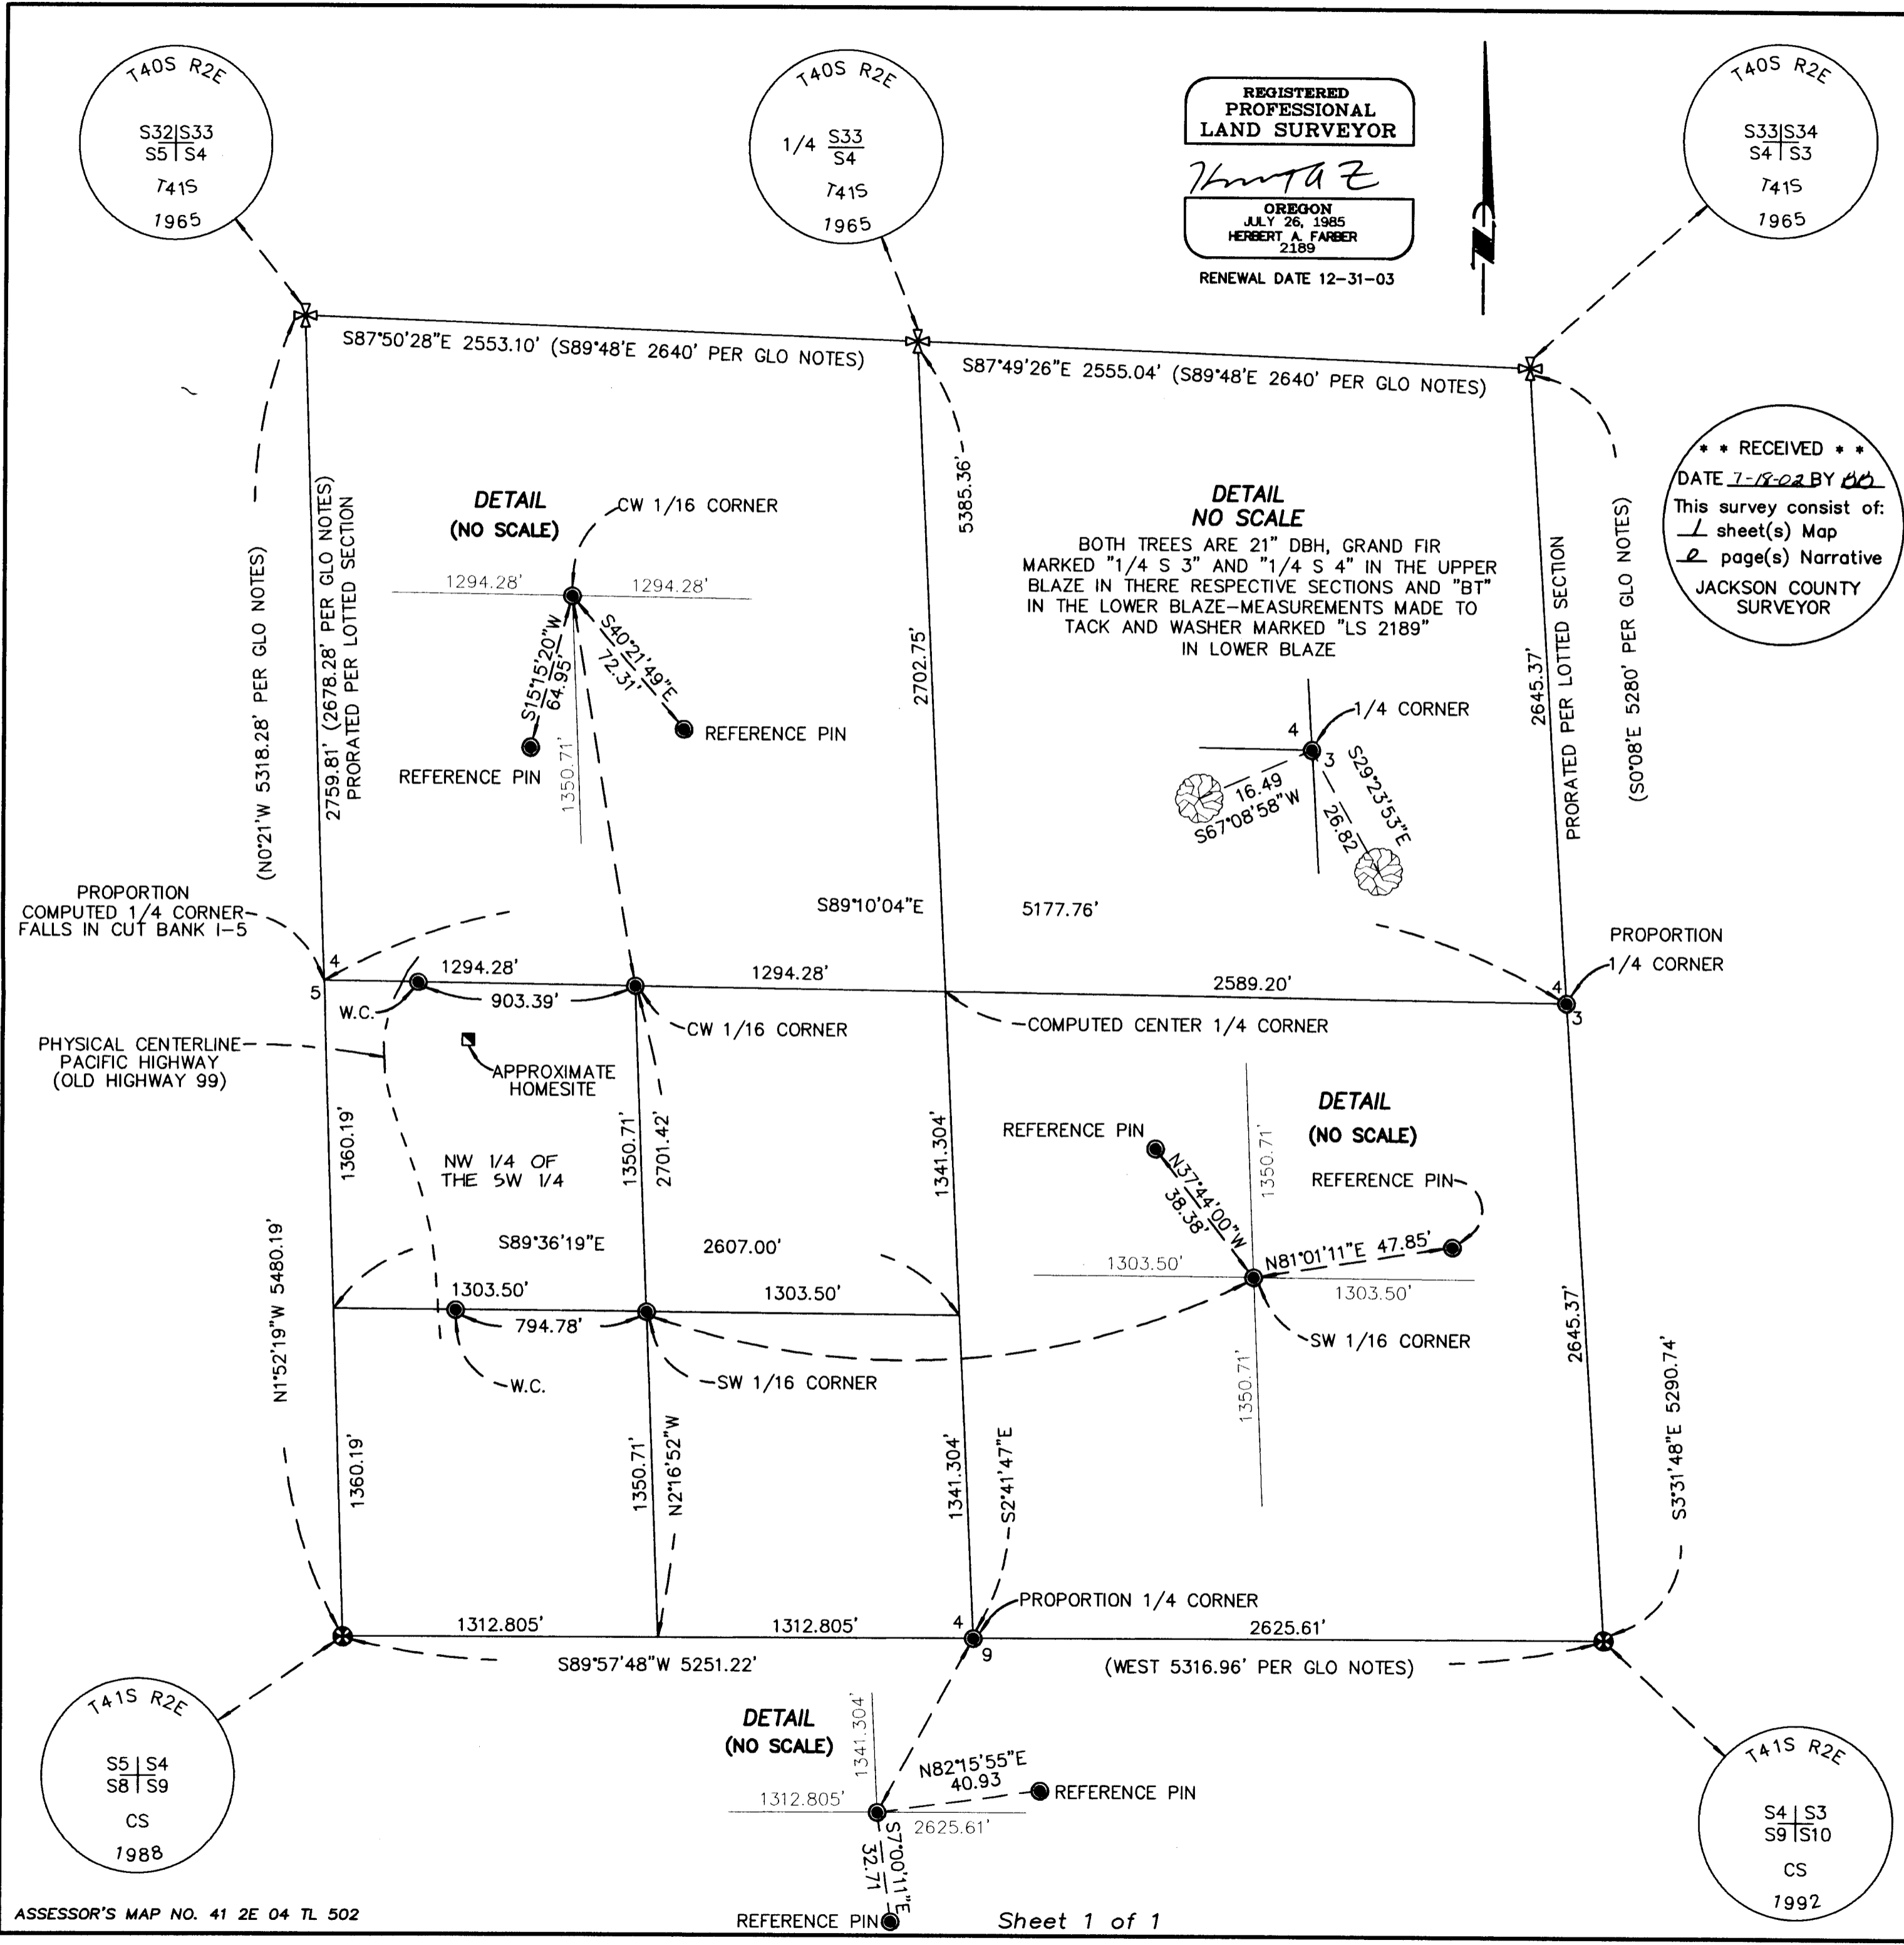 T40S R2E
S32|S33
S5|S4
T41S
1965
T40S R2E
1/4 S33
S4
T41S
1965
REGISTERED
PROFESSIONAL
LAND SURVEYOR
OREGON
JULY 26, 1985
HERBERT A. FARBER
2189
RENEWAL DATE 12-31-03
T40S R2E
S33|S34
S4|S3
T41S
1965
S87°50'28"E 2553.10' (S89°48'E 2640' PER GLO NOTES)
S87°49'26"E 2555.04' (S89°48'E 2640' PER GLO NOTES)
* * RECEIVED * *
DATE 7-18-02 BY BB
This survey consist of:
1 sheet(s) Map
0 page(s) Narrative
JACKSON COUNTY
SURVEYOR
(N0°21'W 5318.28' PER GLO NOTES)
2759.81' (2678.28' PER GLO NOTES)
PRORATED PER LOTTED SECTION
DETAIL
(NO SCALE)
CW 1/16 CORNER
1294.28'
1294.28'
S15°15'20"W
64.95'
S40°21'49"E
72.31'
1350.71'
REFERENCE PIN
REFERENCE PIN
5385.36'
2702.75'
DETAIL
NO SCALE
BOTH TREES ARE 21" DBH, GRAND FIR
MARKED "1/4 S 3" AND "1/4 S 4" IN THE UPPER
BLAZE IN THERE RESPECTIVE SECTIONS AND "BT"
IN THE LOWER BLAZE-MEASUREMENTS MADE TO
TACK AND WASHER MARKED "LS 2189"
IN LOWER BLAZE
1/4 CORNER
4
3
16.49
S67°08'58"W
S29°23'53"E
26.82
2645.37'
PRORATED PER LOTTED SECTION
(S0°08'E 5280' PER GLO NOTES)
PROPORTION
COMPUTED 1/4 CORNER
FALLS IN CUT BANK I-5
S89°10'04"E 5177.76'
PROPORTION
1/4 CORNER
4
5
1294.28'
1294.28'
2589.20'
4
3
903.39'
W.C.
CW 1/16 CORNER
COMPUTED CENTER 1/4 CORNER
PHYSICAL CENTERLINE
PACIFIC HIGHWAY
(OLD HIGHWAY 99)
APPROXIMATE
HOMESITE
1360.19'
NW 1/4 OF
THE SW 1/4
1350.71'
2701.42'
1341.304'
DETAIL
(NO SCALE)
REFERENCE PIN
REFERENCE PIN
1350.71'
N37°44'00"W
38.38'
N81°01'11"E 47.85'
1303.50'
1303.50'
SW 1/16 CORNER
1350.71'
N1°52'19"W 5480.19'
S89°36'19"E 2607.00'
1303.50'
1303.50'
794.78'
W.C.
SW 1/16 CORNER
2645.37'
S3°31'48"E 5290.74'
1360.19'
1350.71'
N2°16'52"W
1341.304'
S2°41'47"E
PROPORTION 1/4 CORNER
1312.805'
1312.805'
4
9
2625.61'
S89°57'48"W 5251.22'
(WEST 5316.96' PER GLO NOTES)
T41S R2E
S5|S4
S8|S9
CS
1988
DETAIL
(NO SCALE)
1341.304'
N82°15'55"E
40.93
REFERENCE PIN
1312.805'
2625.61'
S7°00'11"E
32.71
REFERENCE PIN
T41S R2E
S4|S3
S9|S10
CS
1992
ASSESSOR'S MAP NO. 41 2E 04 TL 502
Sheet 1 of 1